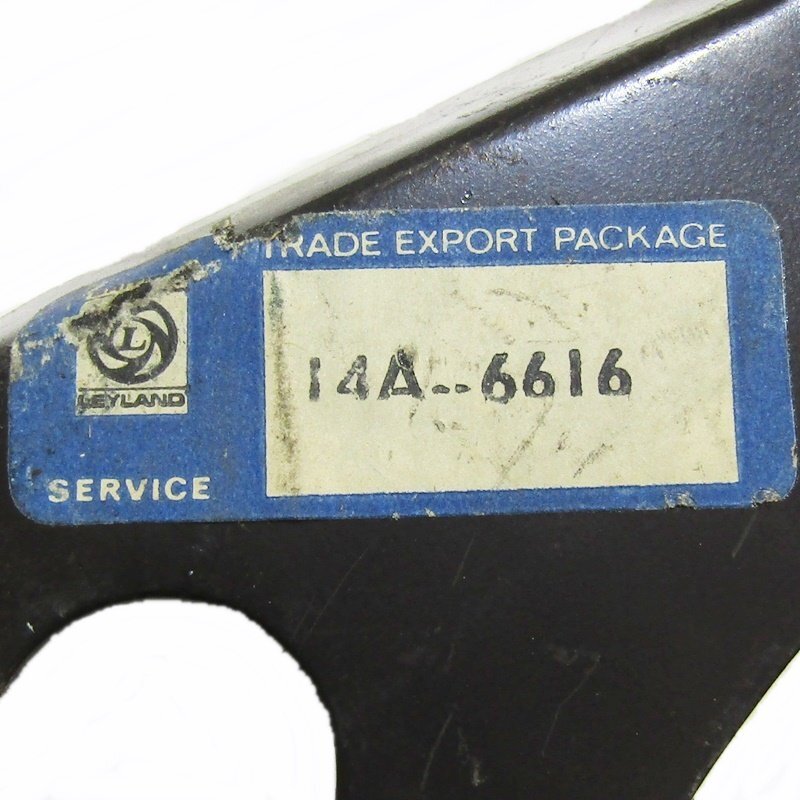 TRADE EXPORT PACKAGE
L
LEYLAND
14A--6616
SERVICE